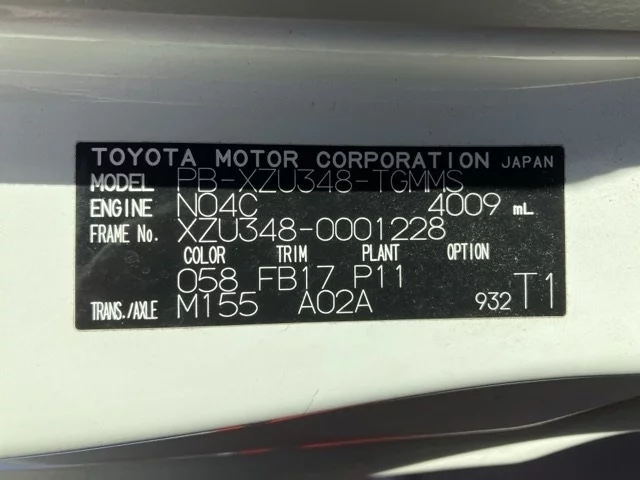 TOYOTA MOTOR CORPORATION JAPAN
MODEL PB-XZU348-TGMMS
ENGINE N04C 4009 mL
FRAME No. XZU348-0001228
COLOR TRIM PLANT OPTION
058 FB17 P11
TRANS./AXLE M155 A02A 932 T1